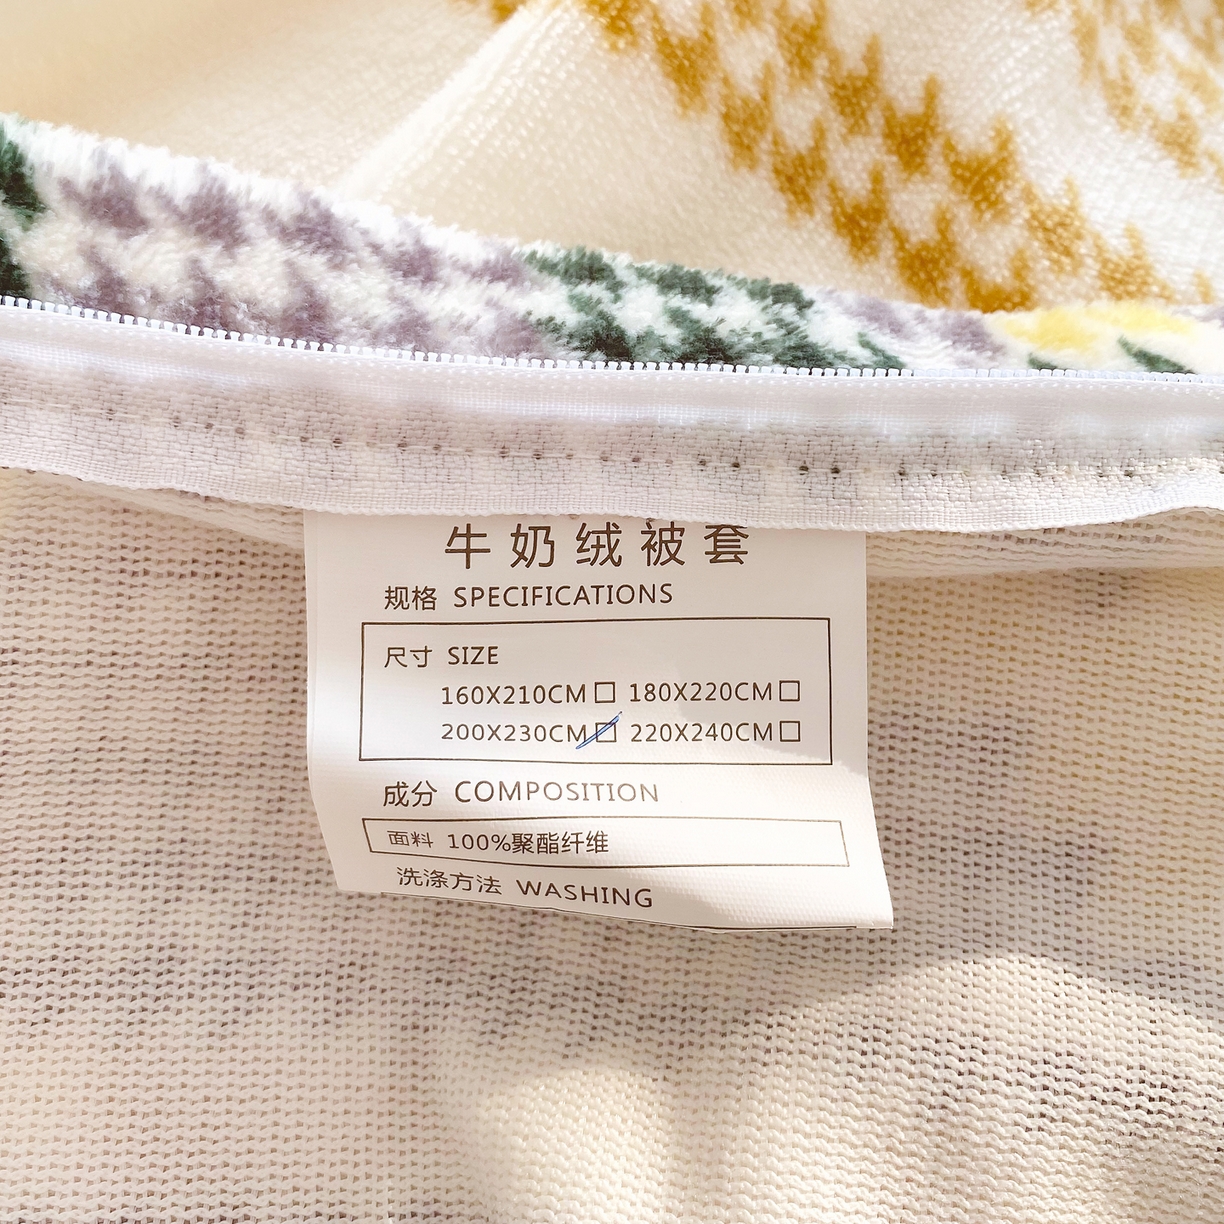 牛奶绒被套
规格 SPECIFICATIONS
尺寸 SIZE
160X210CM□ 180X220CM□
200X230CM□ 220X240CM□
成分 COMPOSITION
面料 100%聚酯纤维
洗涤方法 WASHING